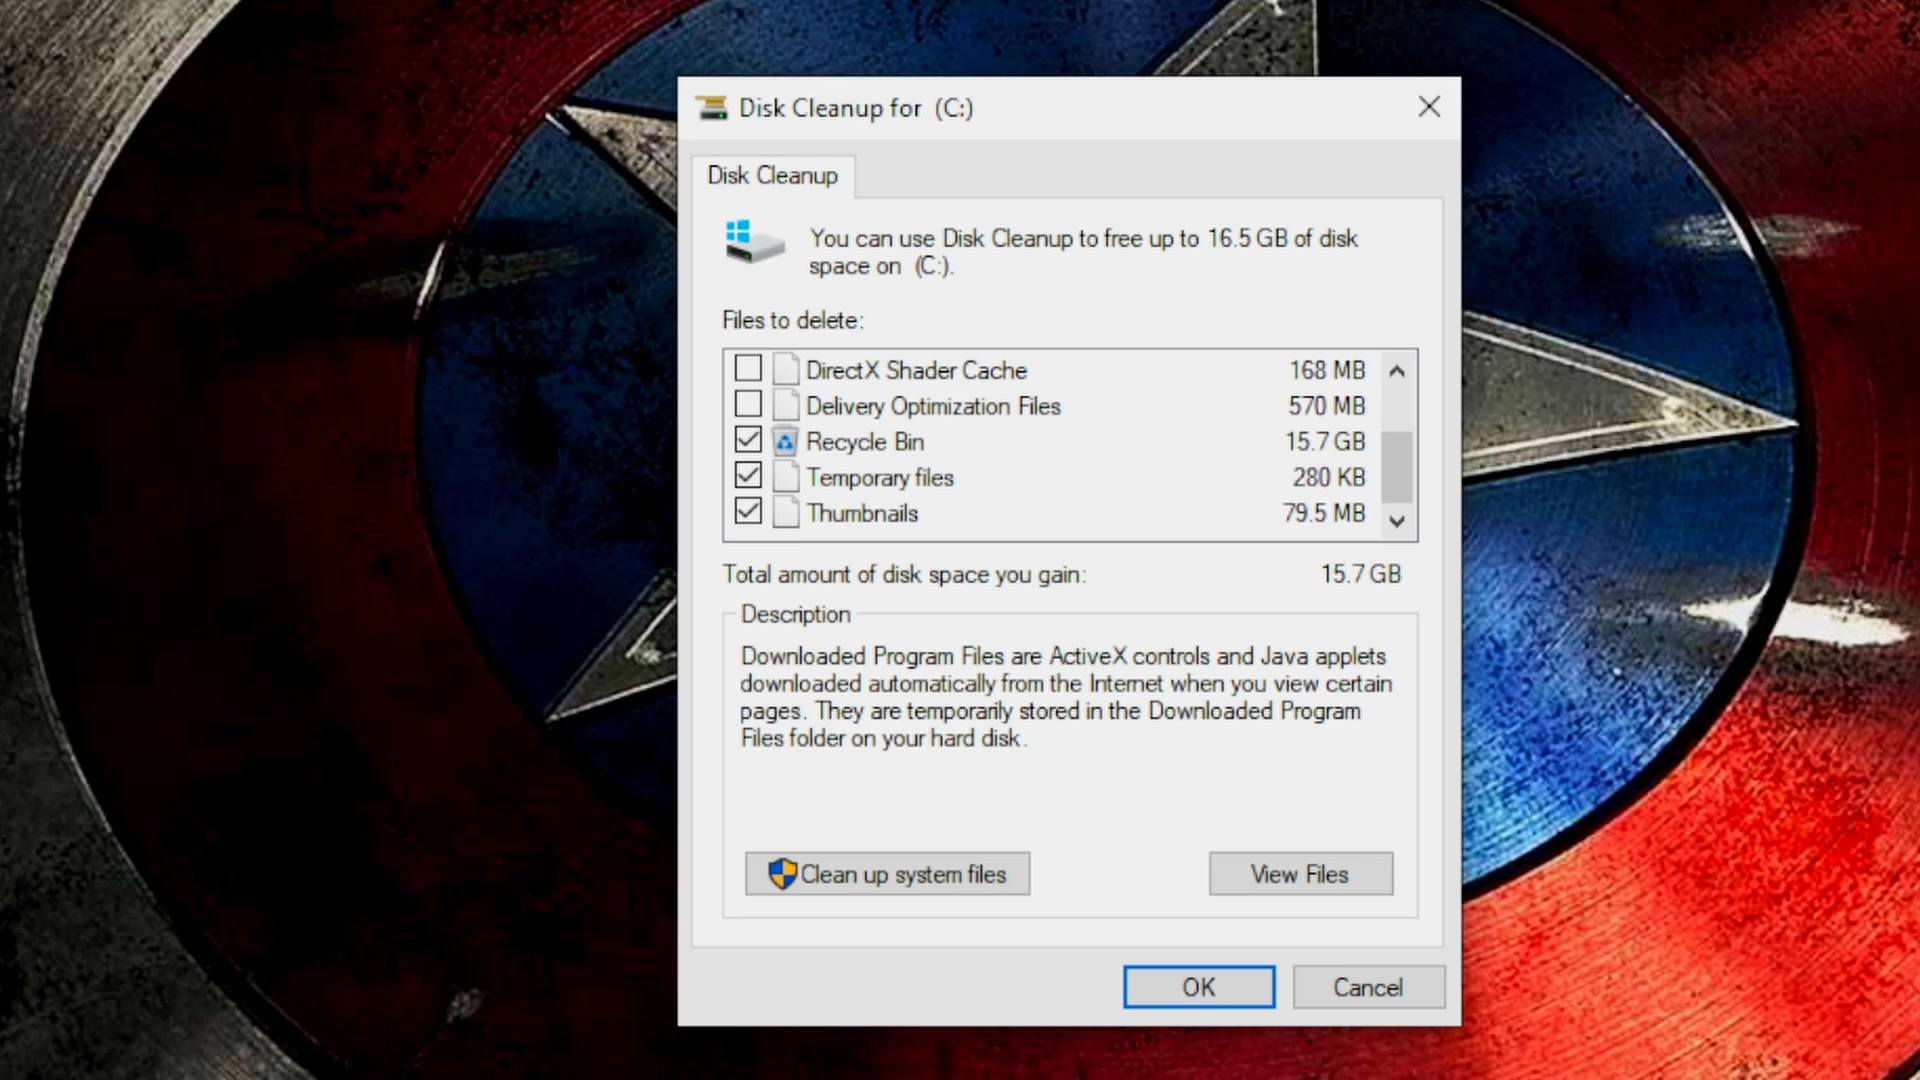 Disk Cleanup for (C:)
Disk Cleanup
You can use Disk Cleanup to free up to 16.5 GB of disk
space on (C:).
Files to delete:
DirectX Shader Cache 168 MB
Delivery Optimization Files 570 MB
Recycle Bin 15.7 GB
Temporary files 280 KB
Thumbnails 79.5 MB
Total amount of disk space you gain: 15.7 GB
Description
Downloaded Program Files are ActiveX controls and Java applets
downloaded automatically from the Internet when you view certain
pages. They are temporarily stored in the Downloaded Program
Files folder on your hard disk.
Clean up system files View Files
OK Cancel